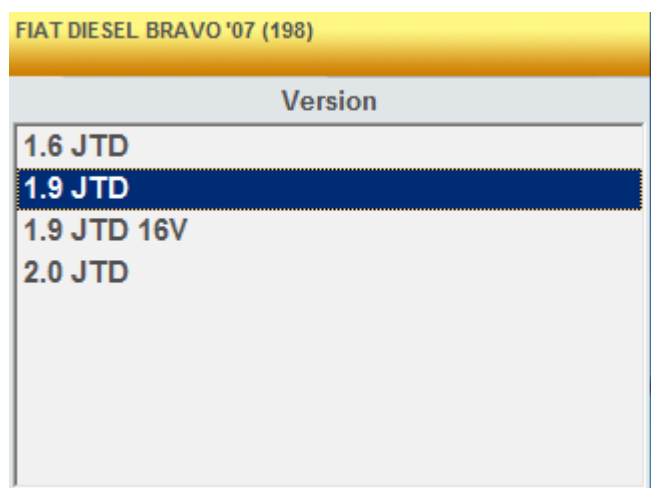 FIAT DIESEL BRAVO '07 (198)
Version
1.6 JTD
1.9 JTD
1.9 JTD 16V
2.0 JTD